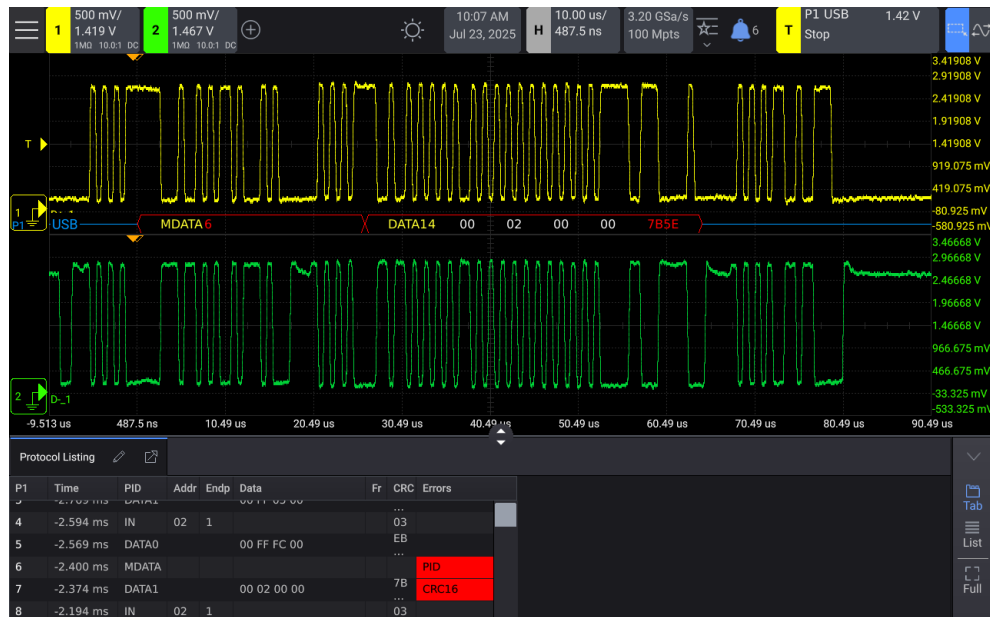 1 500 mV/ 1.419 V 1MΩ 10.0:1 DC
2 500 mV/ 1.467 V 1MΩ 10.0:1 DC
10:07 AM
Jul 23, 2025
H 10.00 us/ 487.5 ns
3.20 GSa/s
100 Mpts
6
T P1 USB 1.42 V
Stop
3.41908 V
2.91908 V
2.41908 V
1.91908 V
T 1.41908 V
919.075 mV
419.075 mV
1 -80.925 mV
P1 USB MDATA6 DATA14 00 02 00 00 7B5E -580.925 mV
3.46668 V
2.96668 V
2.46668 V
1.96668 V
1.46668 V
966.675 mV
466.675 mV
2 D-_1 -33.325 mV
-533.325 mV
-9.513 us 487.5 ns 10.49 us 20.49 us 30.49 us 40.49 us 50.49 us 60.49 us 70.49 us 80.49 us 90.49 us
Protocol Listing
P1 Time PID Addr Endp Data Fr CRC Errors
4 -2.594 ms IN 02 1 03
5 -2.569 ms DATA0 00 FF FC 00 EB ...
6 -2.400 ms MDATA PID
7 -2.374 ms DATA1 00 02 00 00 7B ... CRC16
8 -2.194 ms IN 02 1 03
Tab
List
Full